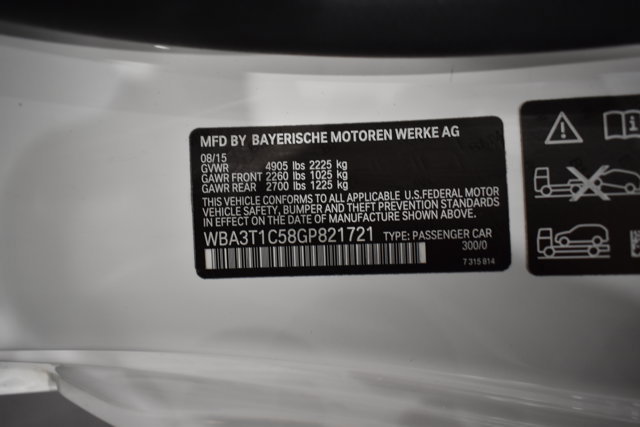 MFD BY BAYERISCHE MOTOREN WERKE AG
08/15
GVWR 4905 lbs 2225 kg
GAWR FRONT 2260 lbs 1025 kg
GAWR REAR 2700 lbs 1225 kg
THIS VEHICLE CONFORMS TO ALL APPLICABLE U.S.FEDERAL MOTOR
VEHICLE SAFETY, BUMPER AND THEFT PREVENTION STANDARDS
IN EFFECT ON THE DATE OF MANUFACTURE SHOWN ABOVE.
WBA3T1C58GP821721 TYPE: PASSENGER CAR
300/0
7 315 814